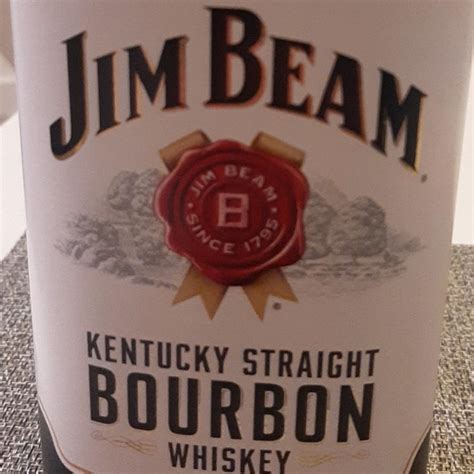 JIM BEAM
JIM BEAM
B
SINCE 1795
KENTUCKY STRAIGHT
BOURBON
WHISKEY